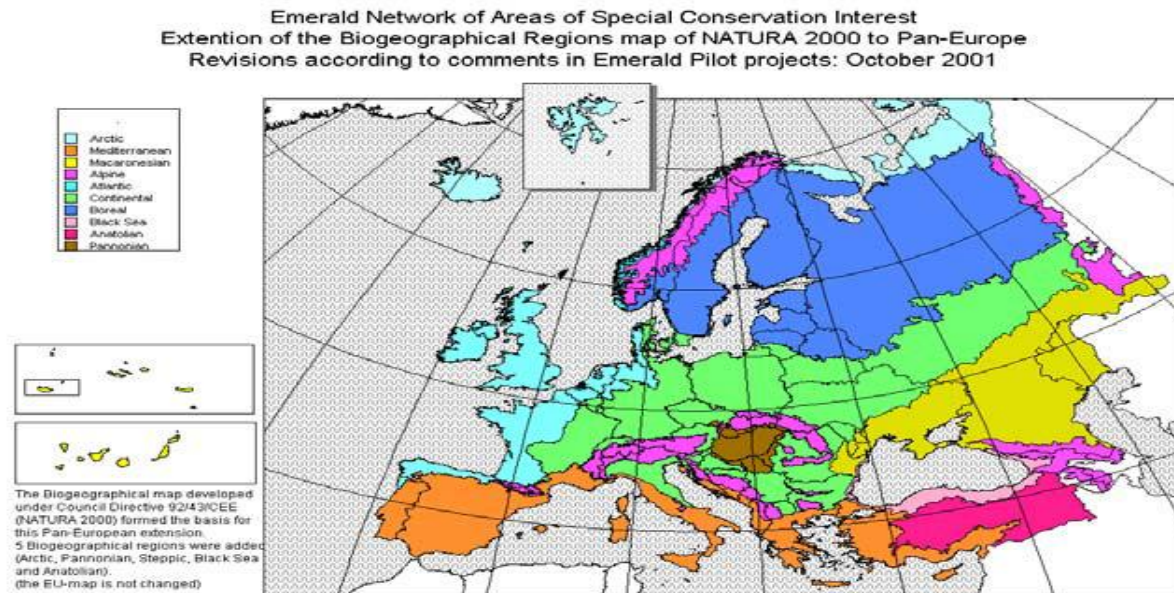 Emerald Network of Areas of Special Conservation Interest
Extention of the Biogeographical Regions map of NATURA 2000 to Pan-Europe
Revisions according to comments in Emerald Pilot projects: October 2001
Arctic
Mediterranean
Macaronesian
Alpine
Atlantic
Continental
Boreal
Black Sea
Anatolian
Pannonian
The Biogeographical map developed
under Council Directive 92/43/CEE
(NATURA 2000) formed the basis for
this Pan-European extension.
5 Biogeographical regions were added
(Arctic, Pannonian, Steppic, Black Sea
and Anatolian).
(the EU-map is not changed)